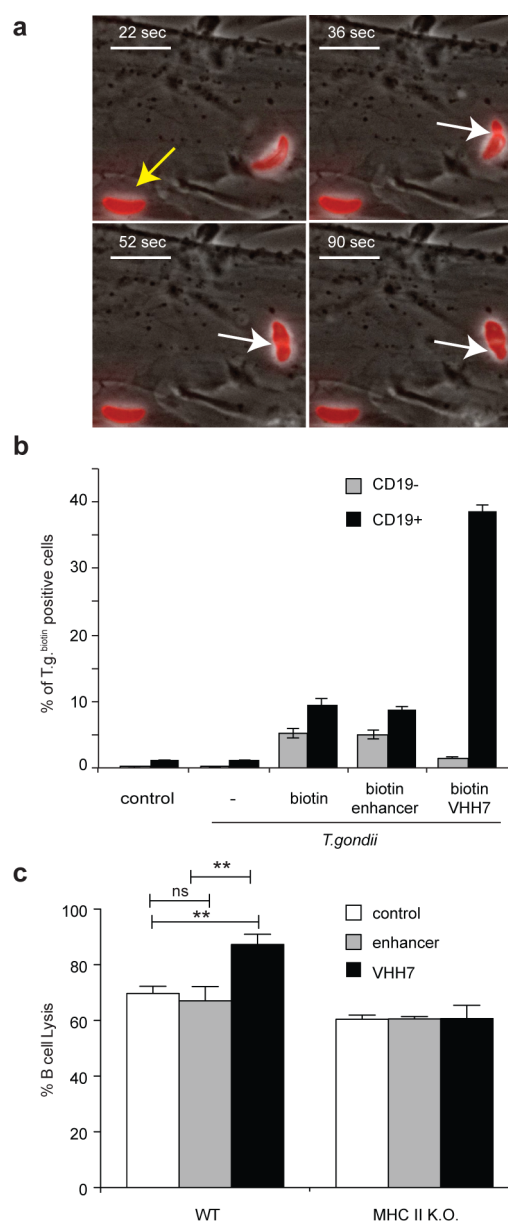 a
22 sec
36 sec
52 sec
90 sec
b
% of T.g.biotin positive cells
40
30
20
10
0
CD19-
CD19+
control
-
biotin
biotin
enhancer
biotin
VHH7
T.gondii
c
% B cell Lysis
100
80
60
40
20
0
**
ns
**
control
enhancer
VHH7
WT
MHC II K.O.